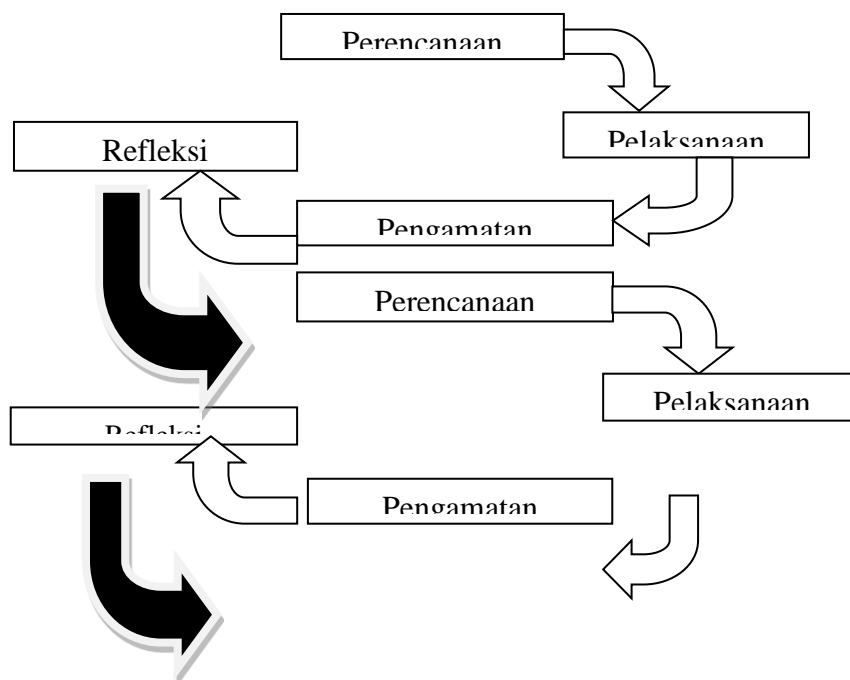 Perencanaan
Pelaksanaan
Refleksi
Pengamatan
Perencanaan
Pelaksanaan
Refleksi
Pengamatan